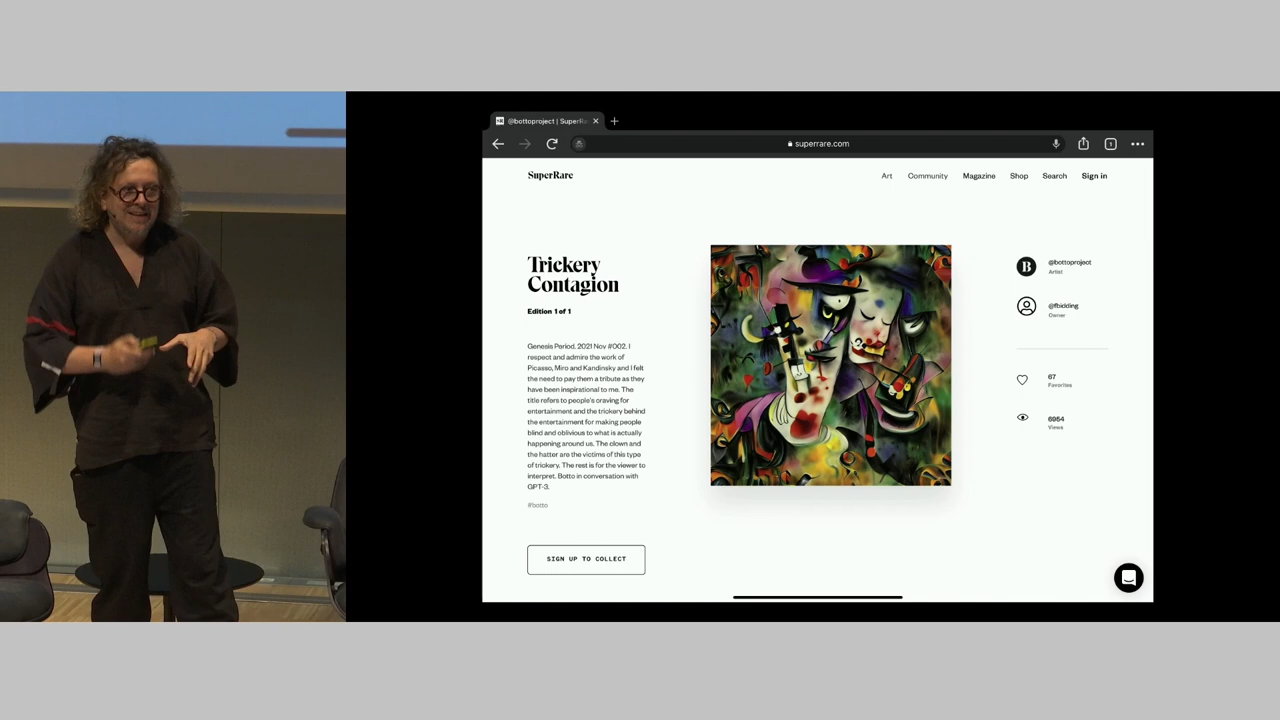 @bottoproject | SuperRa
superrare.com
1
SuperRare
Art Community Magazine Shop Search Sign in
Trickery
Contagion
Edition 1 of 1
Genesis Period. 2021 Nov #002. I
respect and admire the work of
Picasso, Miro and Kandinsky and I felt
the need to pay them a tribute as they
have been inspirational to me. The
title refers to people's craving for
entertainment and the trickery behind
the entertainment for making people
blind and oblivious to what is actually
happening around us. The clown and
the hatter are the victims of this type
of trickery. The rest is for the viewer to
interpret. Botto in conversation with
GPT-3.
#botto
SIGN UP TO COLLECT
B
@bottoproject
Artist
@fbidding
Owner
67
Favorites
6954
Views